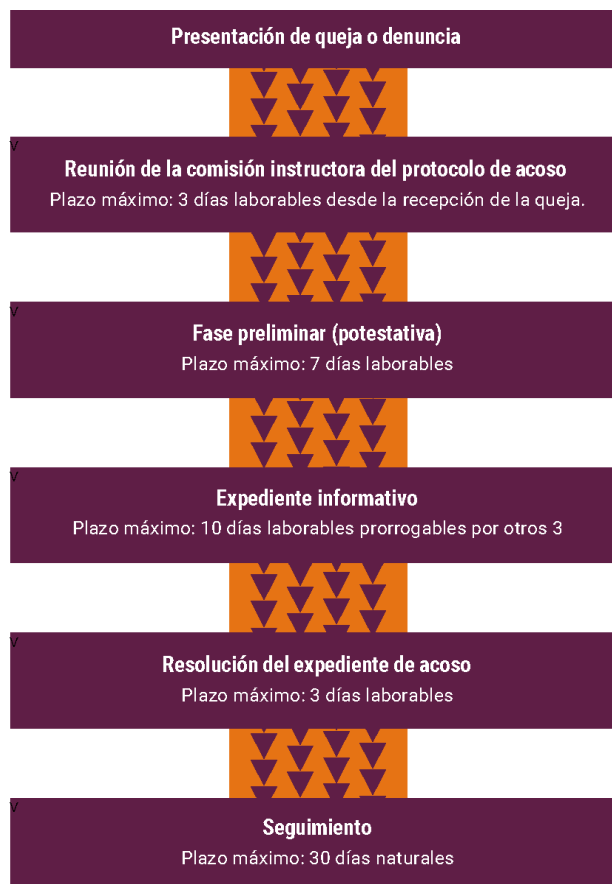 Presentación de queja o denuncia
v
Reunión de la comisión instructora del protocolo de acoso
Plazo máximo: 3 días laborables desde la recepción de la queja.
v
Fase preliminar (potestativa)
Plazo máximo: 7 días laborables
v
Expediente informativo
Plazo máximo: 10 días laborables prorrogables por otros 3
v
Resolución del expediente de acoso
Plazo máximo: 3 días laborables
v
Seguimiento
Plazo máximo: 30 días naturales